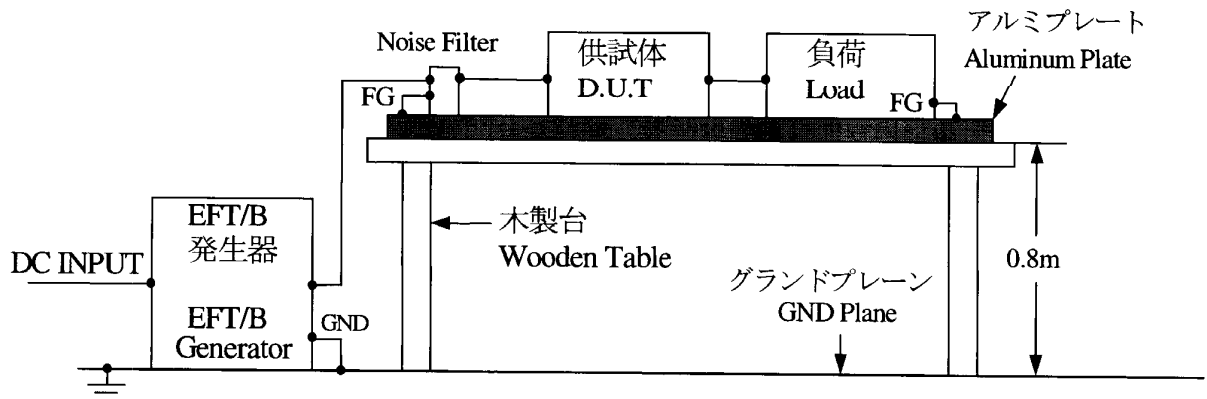 アルミプレート
Aluminum Plate
Noise Filter
供試体
D.U.T
負荷
Load
FG
FG
EFT/B
発生器
EFT/B
Generator
DC INPUT
GND
木製台
Wooden Table
グランドプレーン
GND Plane
0.8m